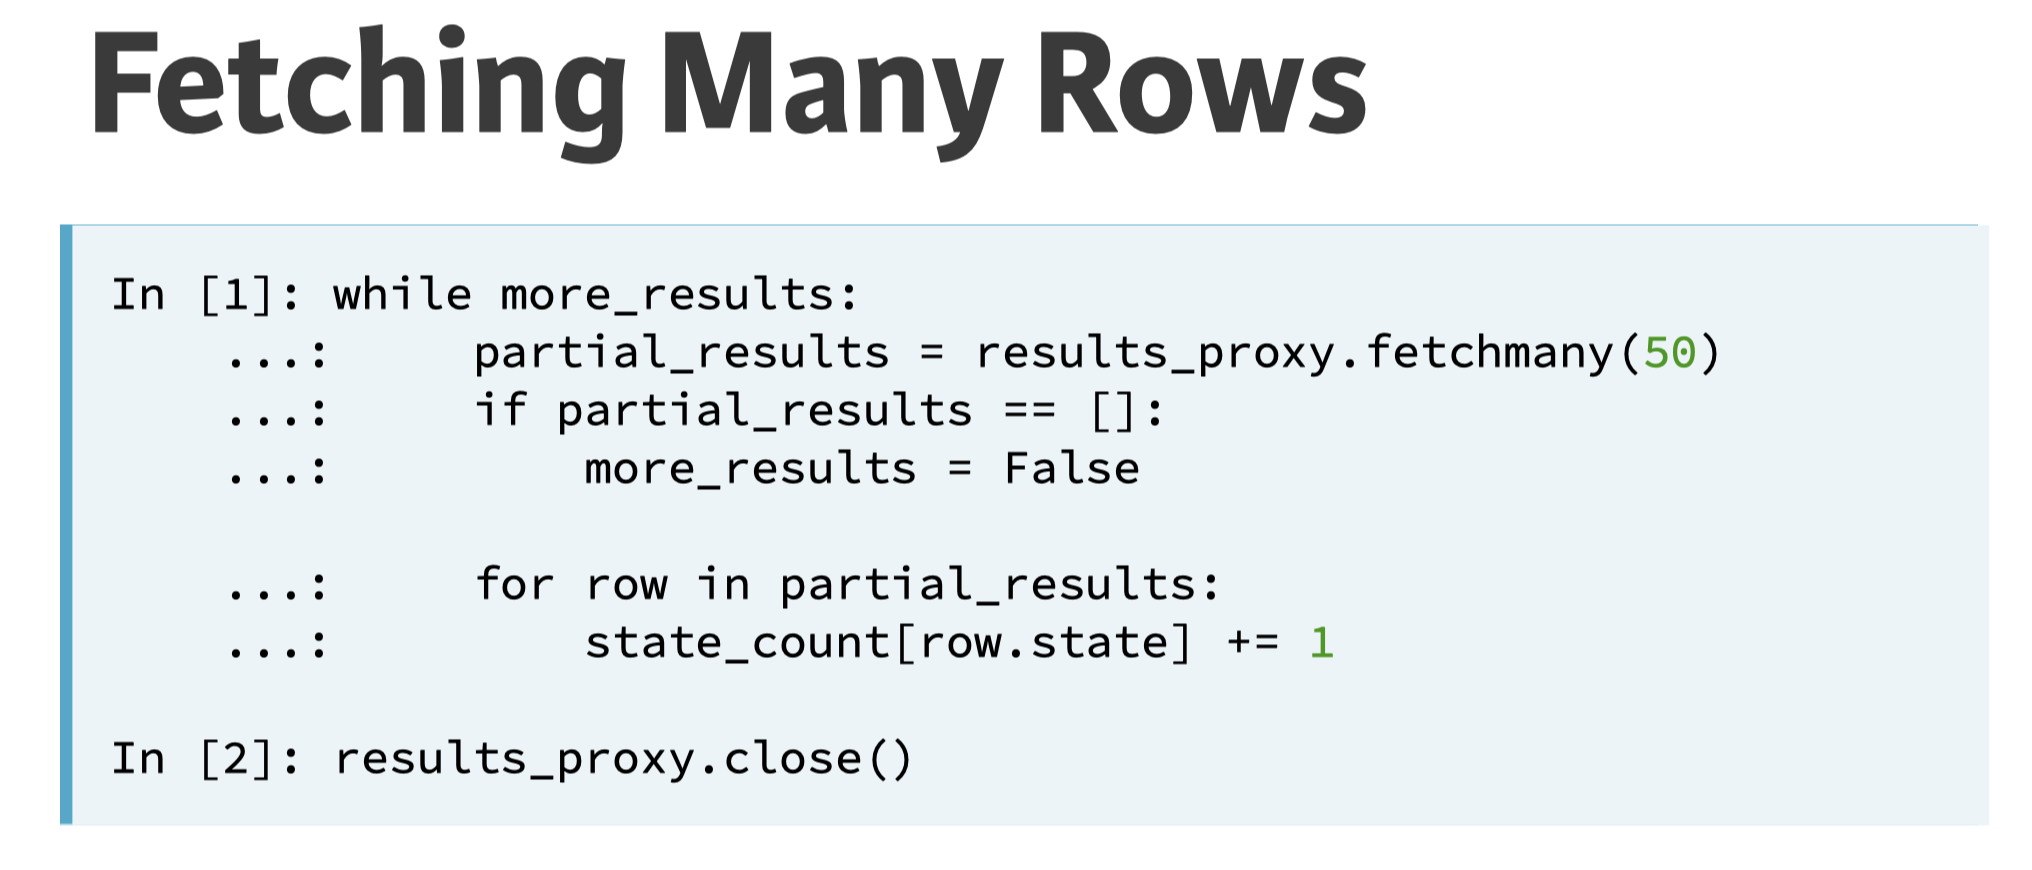 Fetching Many Rows
In [1]: while more_results:
...: partial_results = results_proxy.fetchmany(50)
...: if partial_results == []:
...: more_results = False
...: for row in partial_results:
...: state_count[row.state] += 1
In [2]: results_proxy.close()